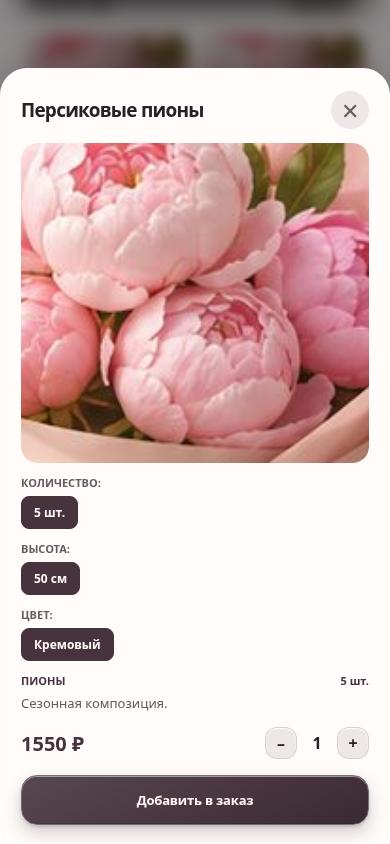 Персиковые пионы
КОЛИЧЕСТВО:
5 шт.
ВЫСОТА:
50 см
ЦВЕТ:
Кремовый
ПИОНЫ 5 шт.
Сезонная композиция.
1550 ₽ – 1 +
Добавить в заказ